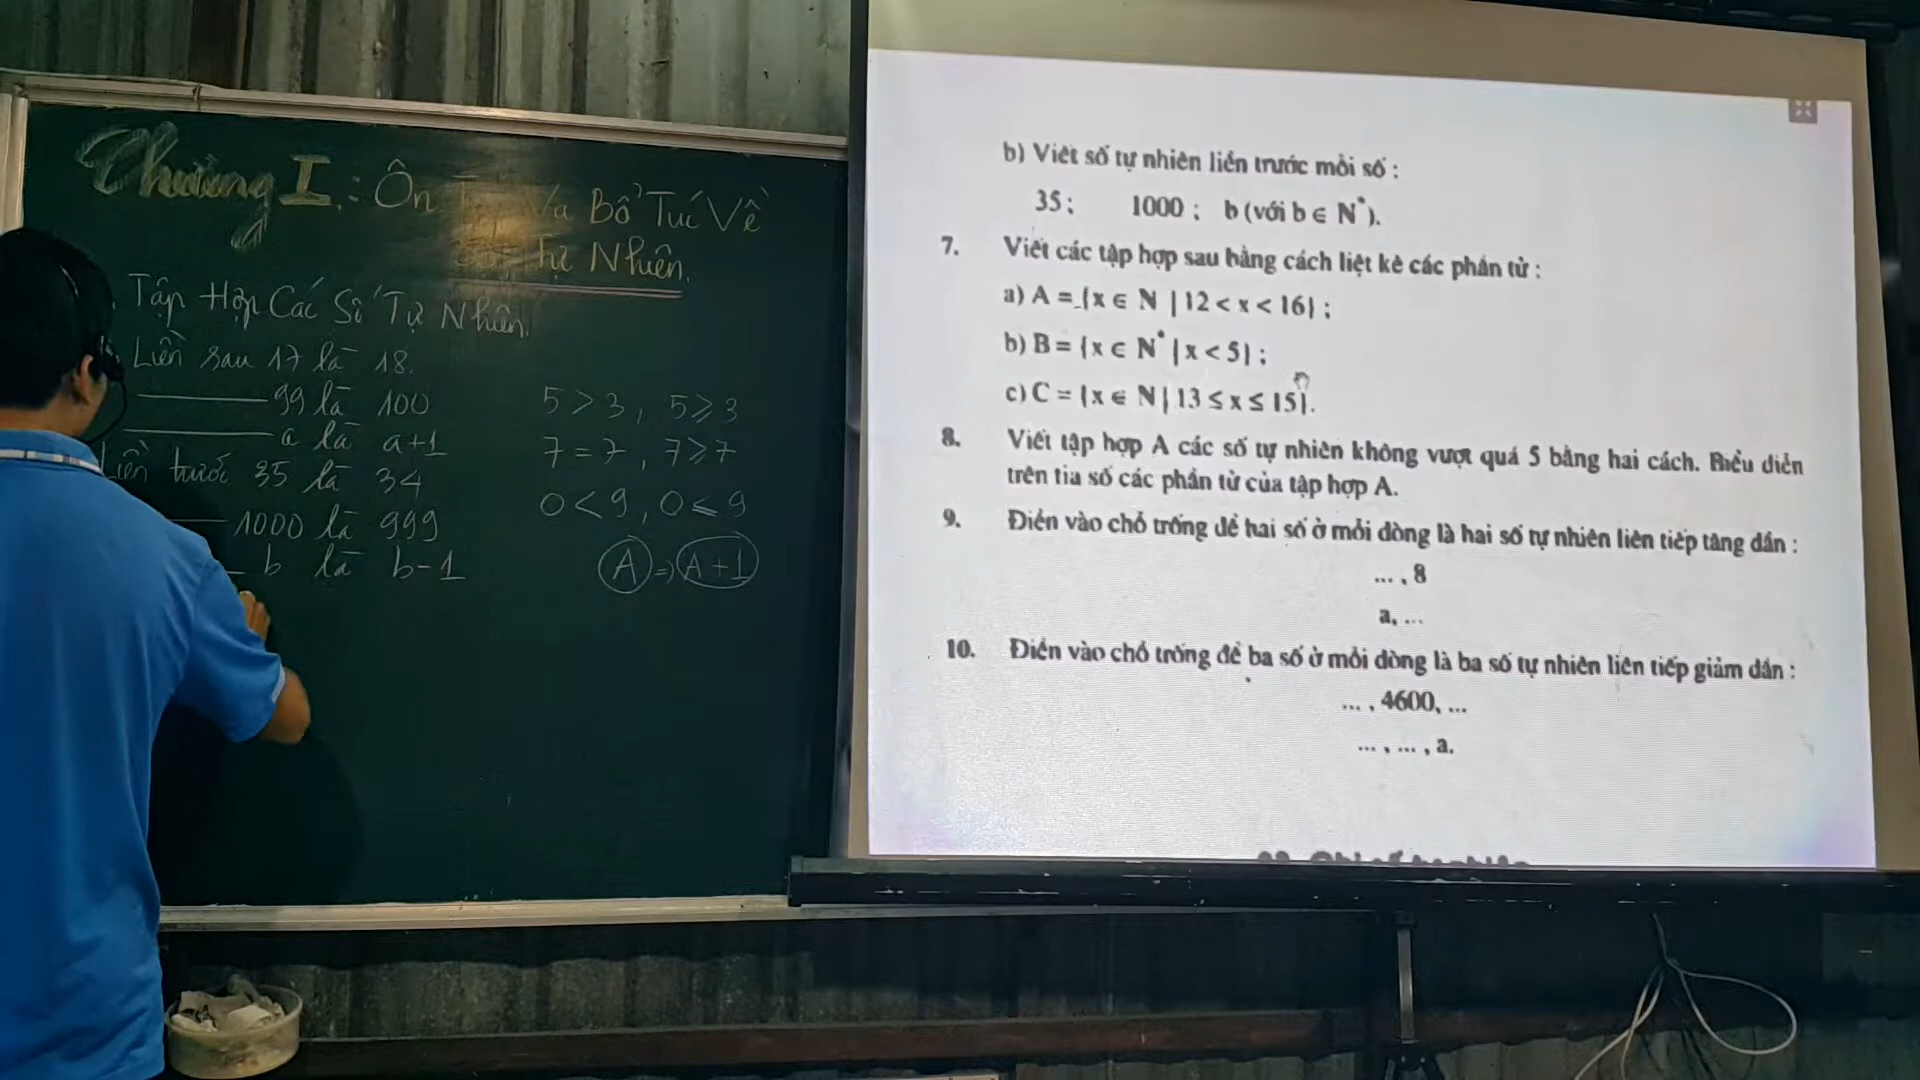 Chương I: Ôn Tập Và Bổ Túc Về
Số Tự Nhiên.
Tập Hợp Các Số Tự Nhiên.
Liền sau 17 là 18.
99 là 100
a là a+1
Liền trước 35 là 34
1000 là 999
b là b-1
5 > 3, 5 ⩾ 3
7 = 7, 7 ⩾ 7
0 < 9, 0 ⩽ 9
A => A + 1
b) Viết số tự nhiên liền trước mỗi số :
35 ; 1000 ; b (với b ∈ N*).
7. Viết các tập hợp sau bằng cách liệt kê các phần tử :
a) A = {x ∈ N | 12 < x < 16} ;
b) B = {x ∈ N* | x < 5} ;
c) C = {x ∈ N | 13 ≤ x ≤ 15}.
8. Viết tập hợp A các số tự nhiên không vượt quá 5 bằng hai cách. Biểu diễn
trên tia số các phần tử của tập hợp A.
9. Điền vào chỗ trống để hai số ở mỗi dòng là hai số tự nhiên liên tiếp tăng dần :
... , 8
a, ...
10. Điền vào chỗ trống để ba số ở mỗi dòng là ba số tự nhiên liên tiếp giảm dần :
... , 4600, ...
... , ... , a.